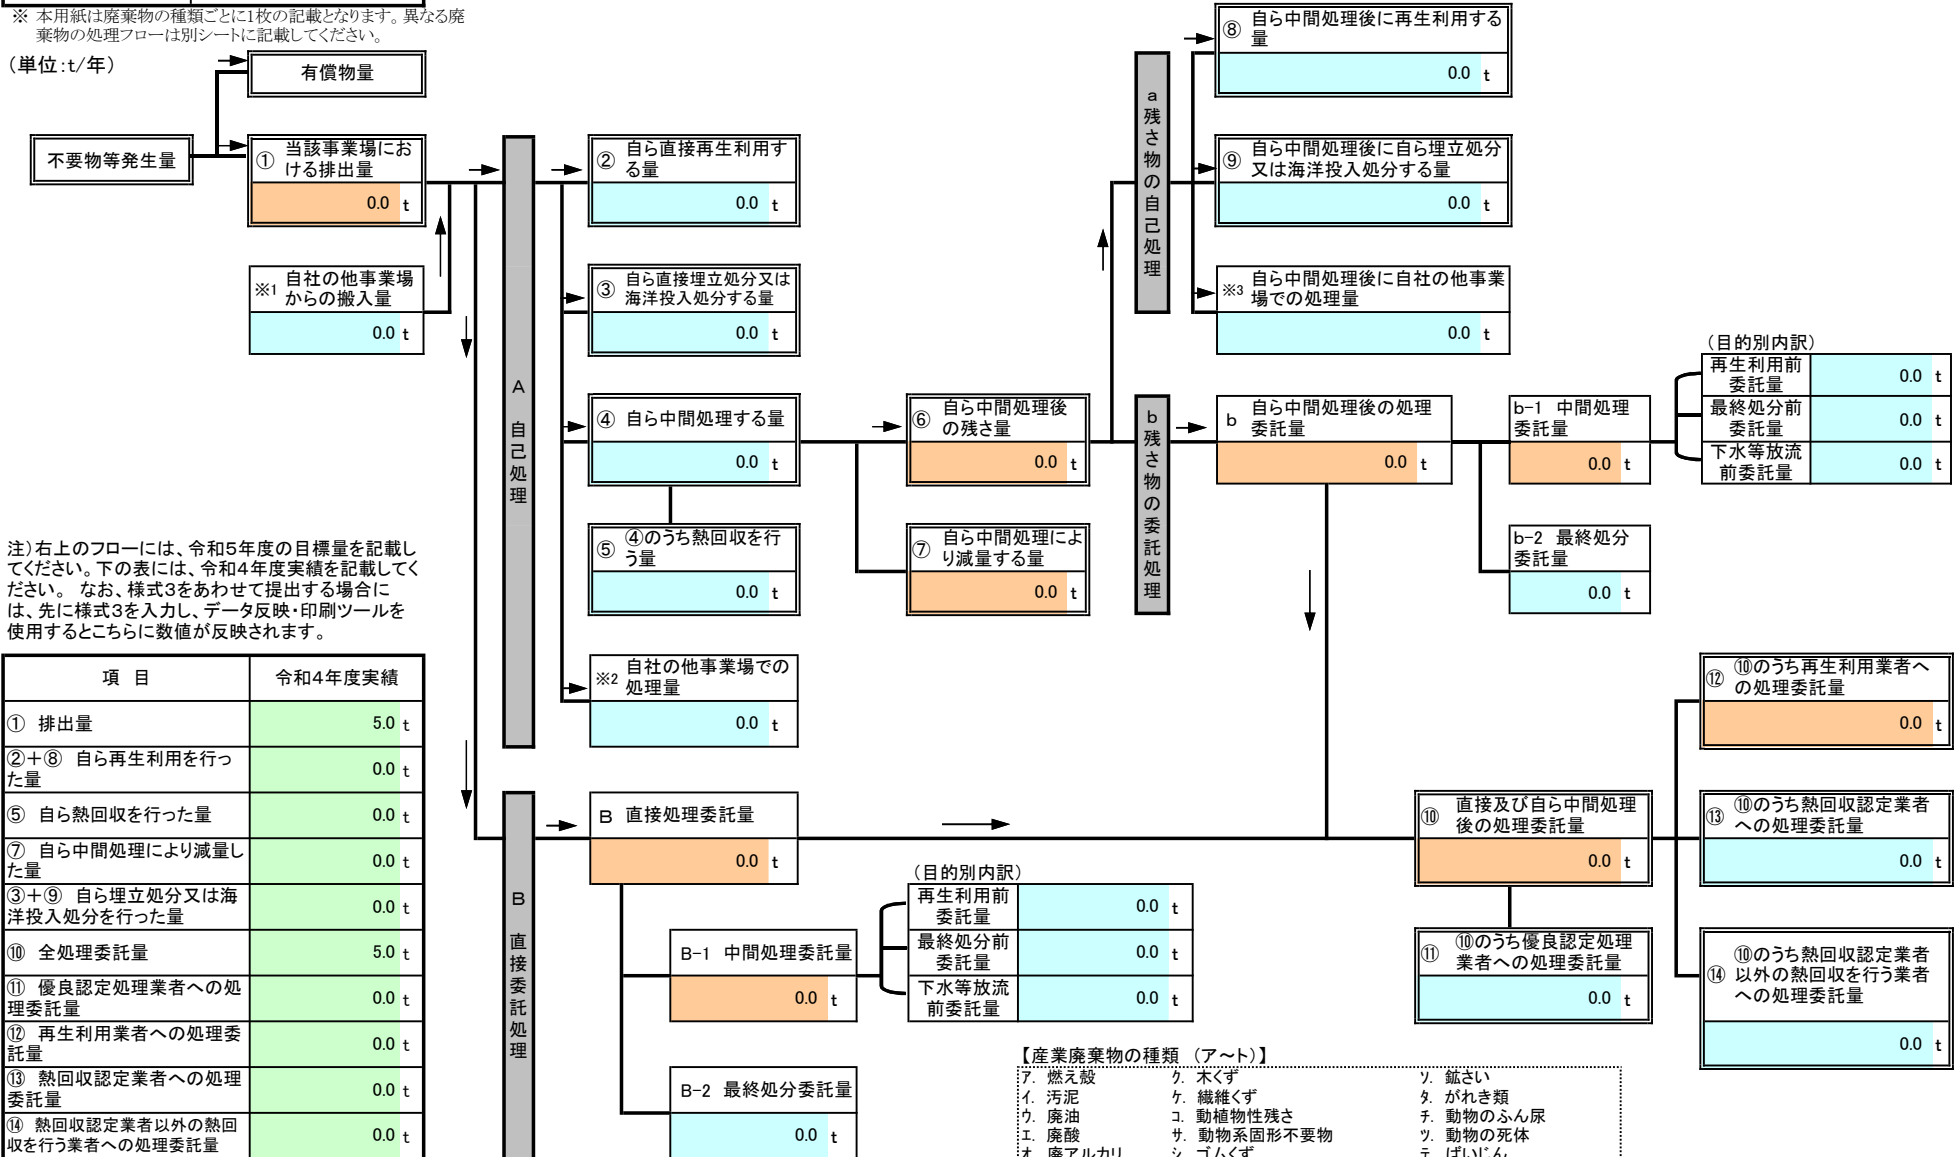 ※ 本用紙は廃棄物の種類ごとに1枚の記載となります。異なる廃
棄物の処理フローは別シートに記載してください。
（単位：t/年）
有償物量
不要物等発生量
① 当該事業場にお
ける排出量
0.0 t
※1 自社の他事業場
からの搬入量
0.0 t
A 自己処理
② 自ら直接再生利用す
る量
0.0 t
③ 自ら直接埋立処分又は
海洋投入処分する量
0.0 t
④ 自ら中間処理する量
0.0 t
⑤ ④のうち熱回収を行
う量
0.0 t
※2 自社の他事業場での
処理量
0.0 t
⑥ 自ら中間処理後
の残さ量
0.0 t
⑦ 自ら中間処理によ
り減量する量
0.0 t
a残さ物の自己処理
⑧ 自ら中間処理後に再生利用する
量
0.0 t
⑨ 自ら中間処理後に自ら埋立処分
又は海洋投入処分する量
0.0 t
※3 自ら中間処理後に自社の他事業
場での処理量
0.0 t
b残さ物の委託処理
b 自ら中間処理後の処理
委託量
0.0 t
b-1 中間処理
委託量
0.0 t
b-2 最終処分
委託量
0.0 t
（目的別内訳）
再生利用前
委託量
0.0 t
最終処分前
委託量
0.0 t
下水等放流
前委託量
0.0 t
注）右上のフローには、令和5年度の目標量を記載し
てください。下の表には、令和4年度実績を記載してく
ださい。 なお、様式3をあわせて提出する場合に
は、先に様式3を入力し、データ反映・印刷ツールを
使用するとこちらに数値が反映されます。
項 目 令和4年度実績
① 排出量 5.0 t
②＋⑧ 自ら再生利用を行っ
た量 0.0 t
⑤ 自ら熱回収を行った量 0.0 t
⑦ 自ら中間処理により減量し
た量 0.0 t
③＋⑨ 自ら埋立処分又は海
洋投入処分を行った量 0.0 t
⑩ 全処理委託量 5.0 t
⑪ 優良認定処理業者への処
理委託量 0.0 t
⑫ 再生利用業者への処理委
託量 0.0 t
⑬ 熱回収認定業者への処理
委託量 0.0 t
⑭ 熱回収認定業者以外の熱回
収を行う業者への処理委託量 0.0 t
B 直接委託処理
B 直接処理委託量
0.0 t
B-1 中間処理委託量
0.0 t
B-2 最終処分委託量
0.0 t
（目的別内訳）
再生利用前
委託量
0.0 t
最終処分前
委託量
0.0 t
下水等放流
前委託量
0.0 t
⑩ 直接及び自ら中間処理
後の処理委託量
0.0 t
⑪ ⑩のうち優良認定処理
業者への処理委託量
0.0 t
⑫ ⑩のうち再生利用業者へ
の処理委託量
0.0 t
⑬ ⑩のうち熱回収認定業者
への処理委託量
0.0 t
⑭ ⑩のうち熱回収認定業者
以外の熱回収を行う業者
への処理委託量
0.0 t
【産業廃棄物の種類 （ア～ト）】
ア. 燃え殻 ク. 木くず ソ. 鉱さい
イ. 汚泥 ケ. 繊維くず タ. がれき類
ウ. 廃油 コ. 動植物性残さ チ. 動物のふん尿
エ. 廃酸 サ. 動物系固形不要物 ツ. 動物の死体
オ. 廃アルカリ シ. ゴムくず テ. ばいじん